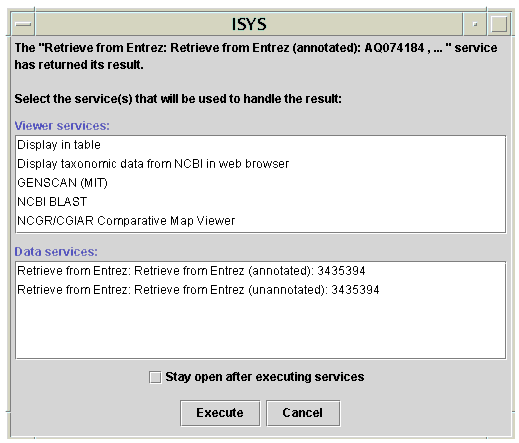 ISYS
The "Retrieve from Entrez: Retrieve from Entrez (annotated): AQ074184 , ... " service
has returned its result.
Select the service(s) that will be used to handle the result:
Viewer services:
Display in table
Display taxonomic data from NCBI in web browser
GENSCAN (MIT)
NCBI BLAST
NCGR/CGIAR Comparative Map Viewer
Data services:
Retrieve from Entrez: Retrieve from Entrez (annotated): 3435394
Retrieve from Entrez: Retrieve from Entrez (unannotated): 3435394
Stay open after executing services
Execute Cancel